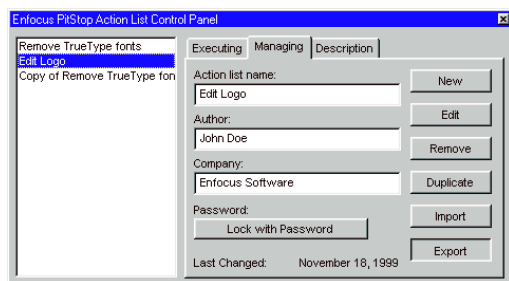 Enfocus PitStop Action List Control Panel
Remove TrueType fonts
Edit Logo
Copy of Remove TrueType fon
Executing
Managing
Description
Action list name:
Edit Logo
Author:
John Doe
Company:
Enfocus Software
Password:
Lock with Password
Last Changed: November 18, 1999
New
Edit
Remove
Duplicate
Import
Export